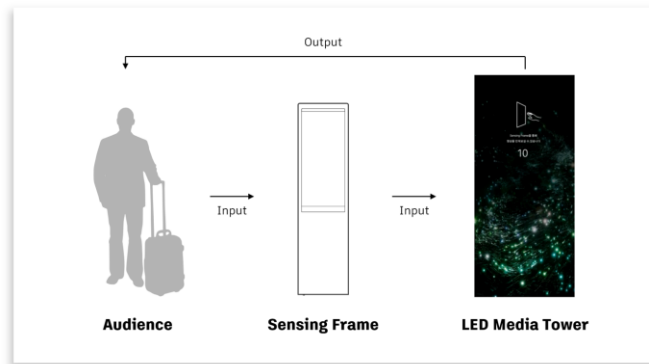 Output
Input
Input
10
Audience
Sensing Frame
LED Media Tower